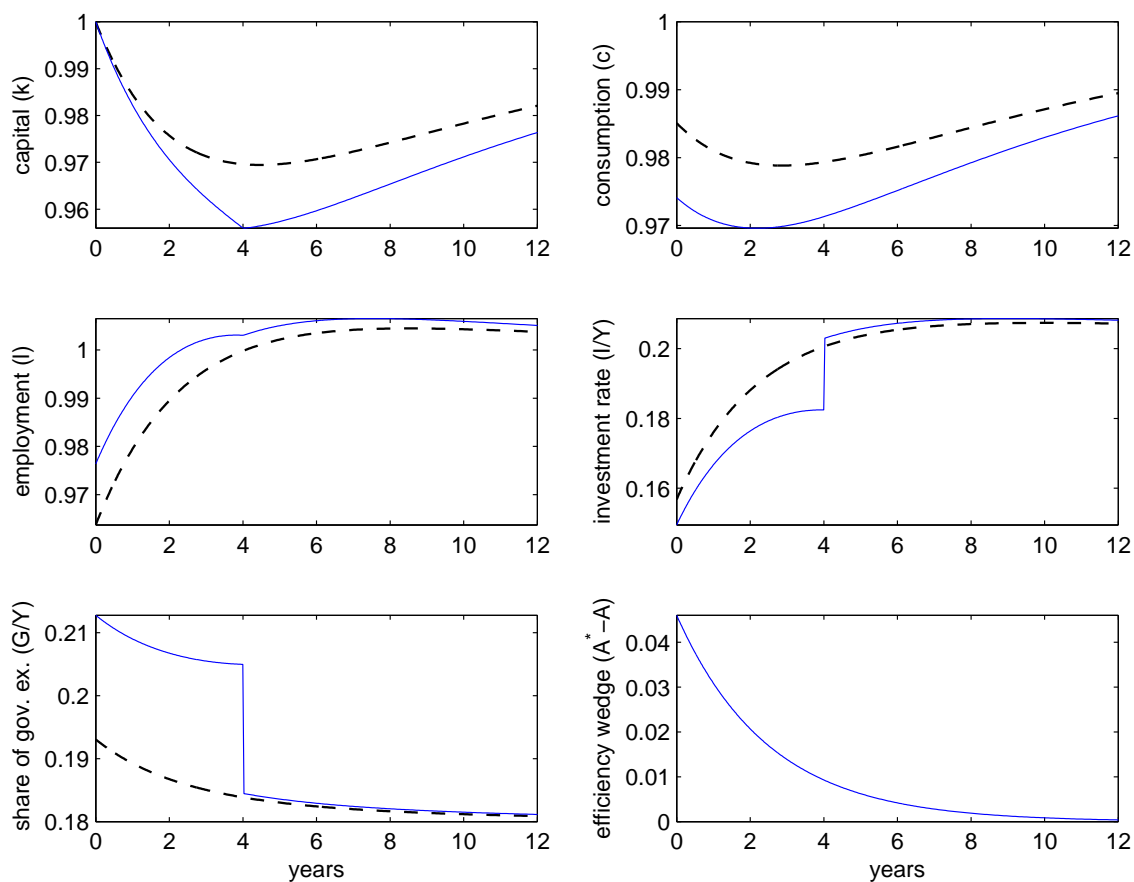 1
0.99
0.98
0.97
0.96
capital (k)
0 2 4 6 8 10 12
1
0.99
0.98
0.97
consumption (c)
0 2 4 6 8 10 12
1
0.99
0.98
0.97
employment (l)
0 2 4 6 8 10 12
0.2
0.18
0.16
investment rate (I/Y)
0 2 4 6 8 10 12
0.21
0.2
0.19
0.18
share of gov. ex. (G/Y)
0 2 4 6 8 10 12
years
0.04
0.03
0.02
0.01
0
efficiency wedge (A*−A)
0 2 4 6 8 10 12
years